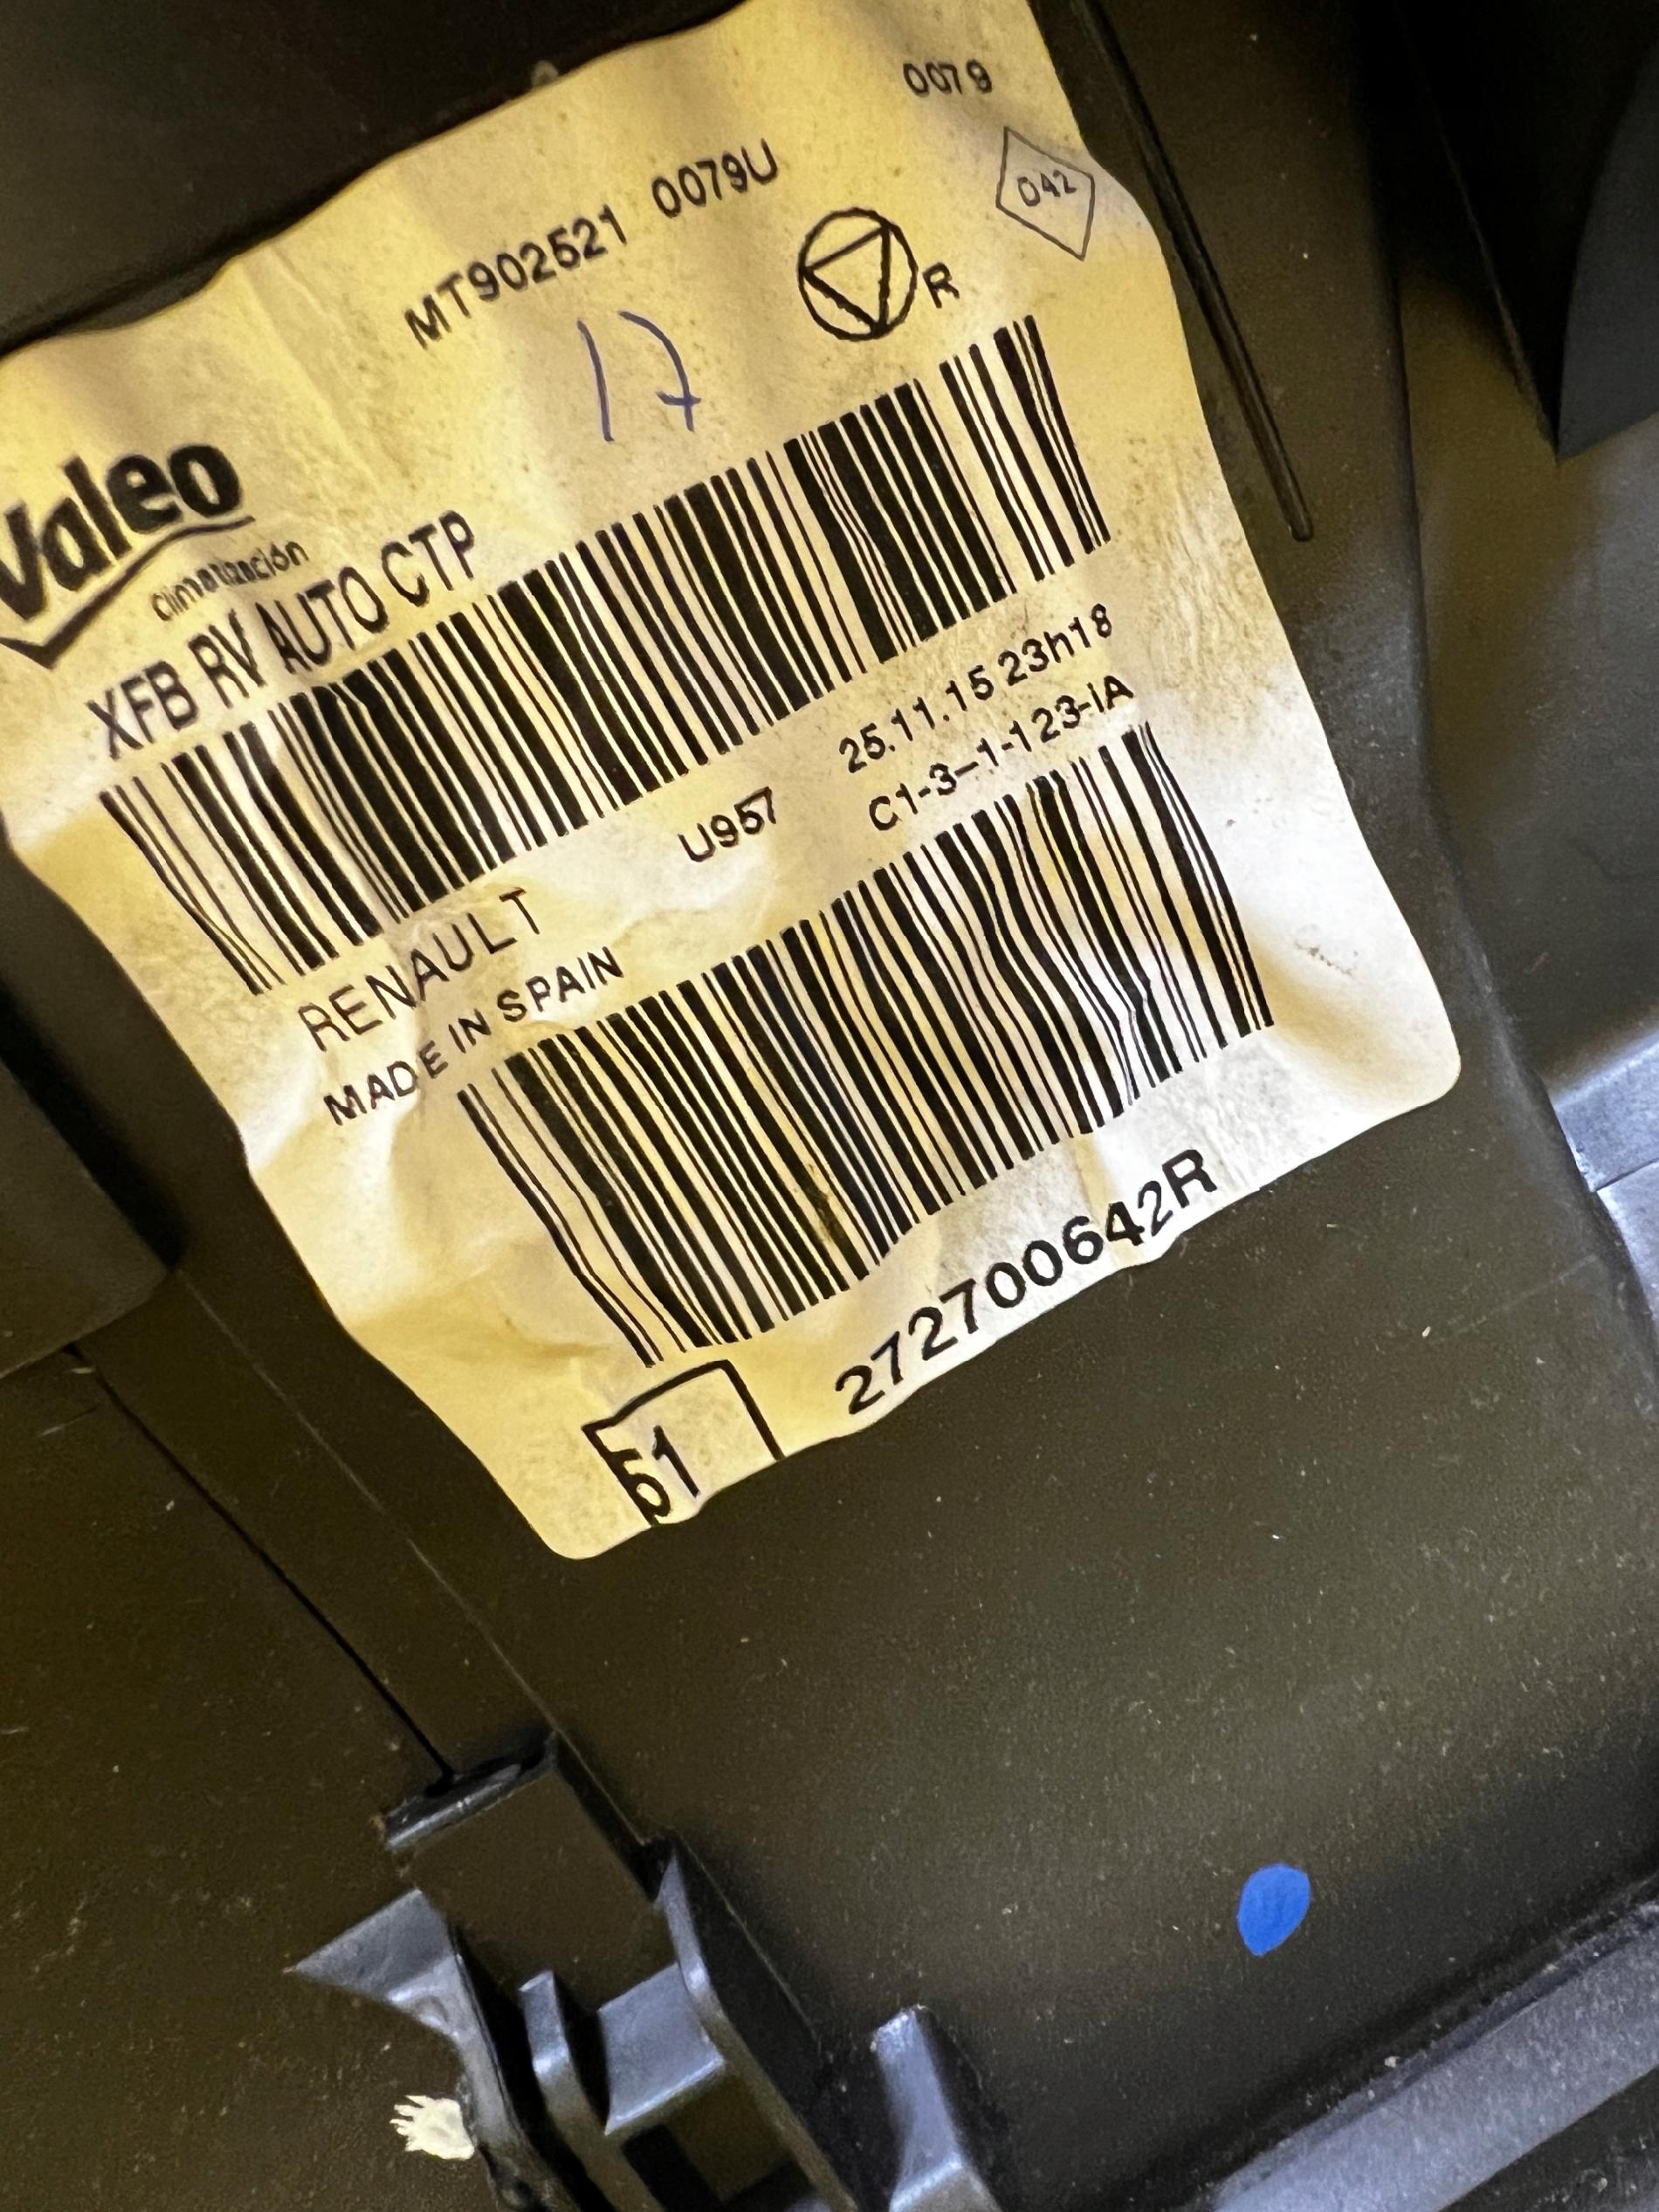 0079
MT902521 0079U
D42
R
17
Valeo
Climatización
XFB RV AUTO CTP
25.11.15 23h18
U957
C1-3-1-123-iA
RENAULT
MADE IN SPAIN
272700642R
51